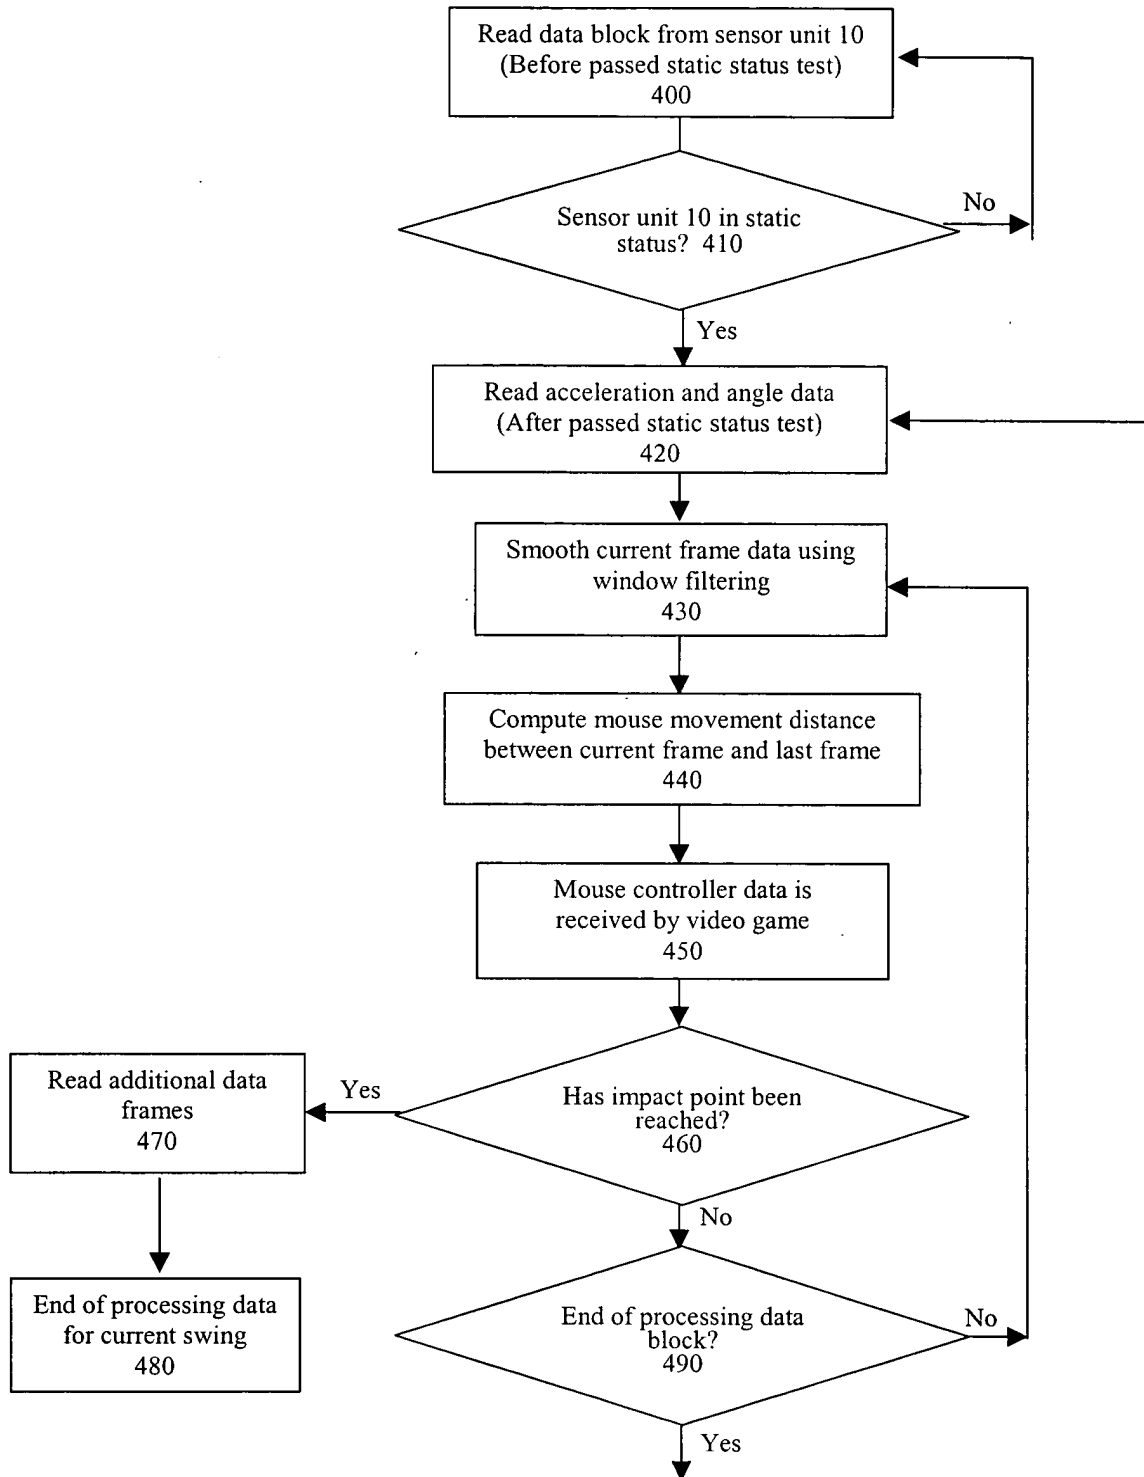 Read data block from sensor unit 10
(Before passed static status test)
400
No
Sensor unit 10 in static
status? 410
Yes
Read acceleration and angle data
(After passed static status test)
420
Smooth current frame data using
window filtering
430
Compute mouse movement distance
between current frame and last frame
440
Mouse controller data is
received by video game
450
Read additional data
frames
470
Yes
Has impact point been
reached?
460
No
End of processing data
for current swing
480
End of processing data
block?
490
No
Yes